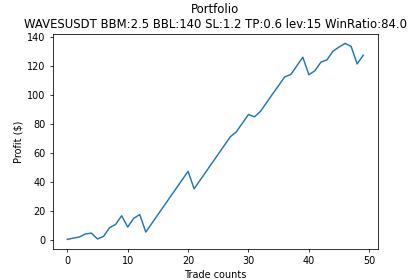 Portfolio
WAVESUSDT BBM:2.5 BBL:140 SL:1.2 TP:0.6 lev:15 WinRatio:84.0
140
120
100
80
60
40
20
0
Profit ($)
0 10 20 30 40 50
Trade counts